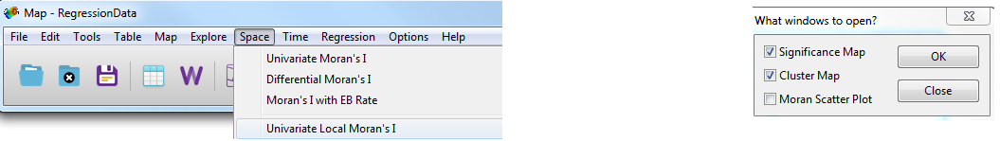 Map - RegressionData
File Edit Tools Table Map Explore Space Time Regression Options Help
W
Univariate Moran's I
Differential Moran's I
Moran's I with EB Rate
Univariate Local Moran's I
What windows to open?
Significance Map
OK
Cluster Map
Close
Moran Scatter Plot